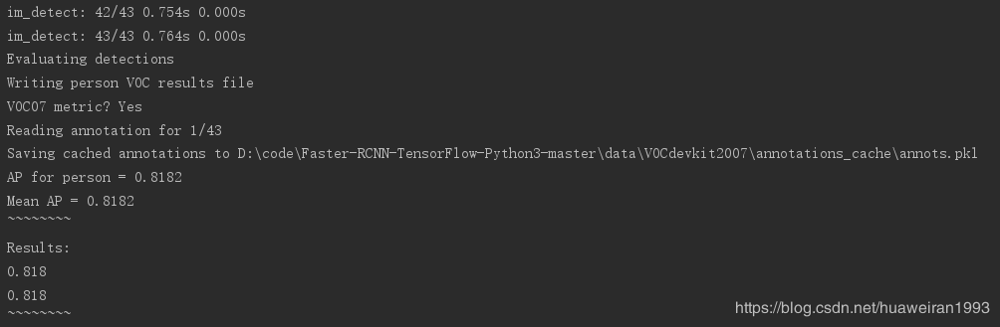 im_detect: 42/43 0.754s 0.000s
im_detect: 43/43 0.764s 0.000s
Evaluating detections
Writing person VOC results file
VOC07 metric? Yes
Reading annotation for 1/43
Saving cached annotations to D:\code\Faster-RCNN-TensorFlow-Python3-master\data\VOCdevkit2007\annotations_cache\annots.pkl
AP for person = 0.8182
Mean AP = 0.8182
~~~~~~~~
Results:
0.818
0.818
~~~~~~~~
https://blog.csdn.net/huaweiran1993